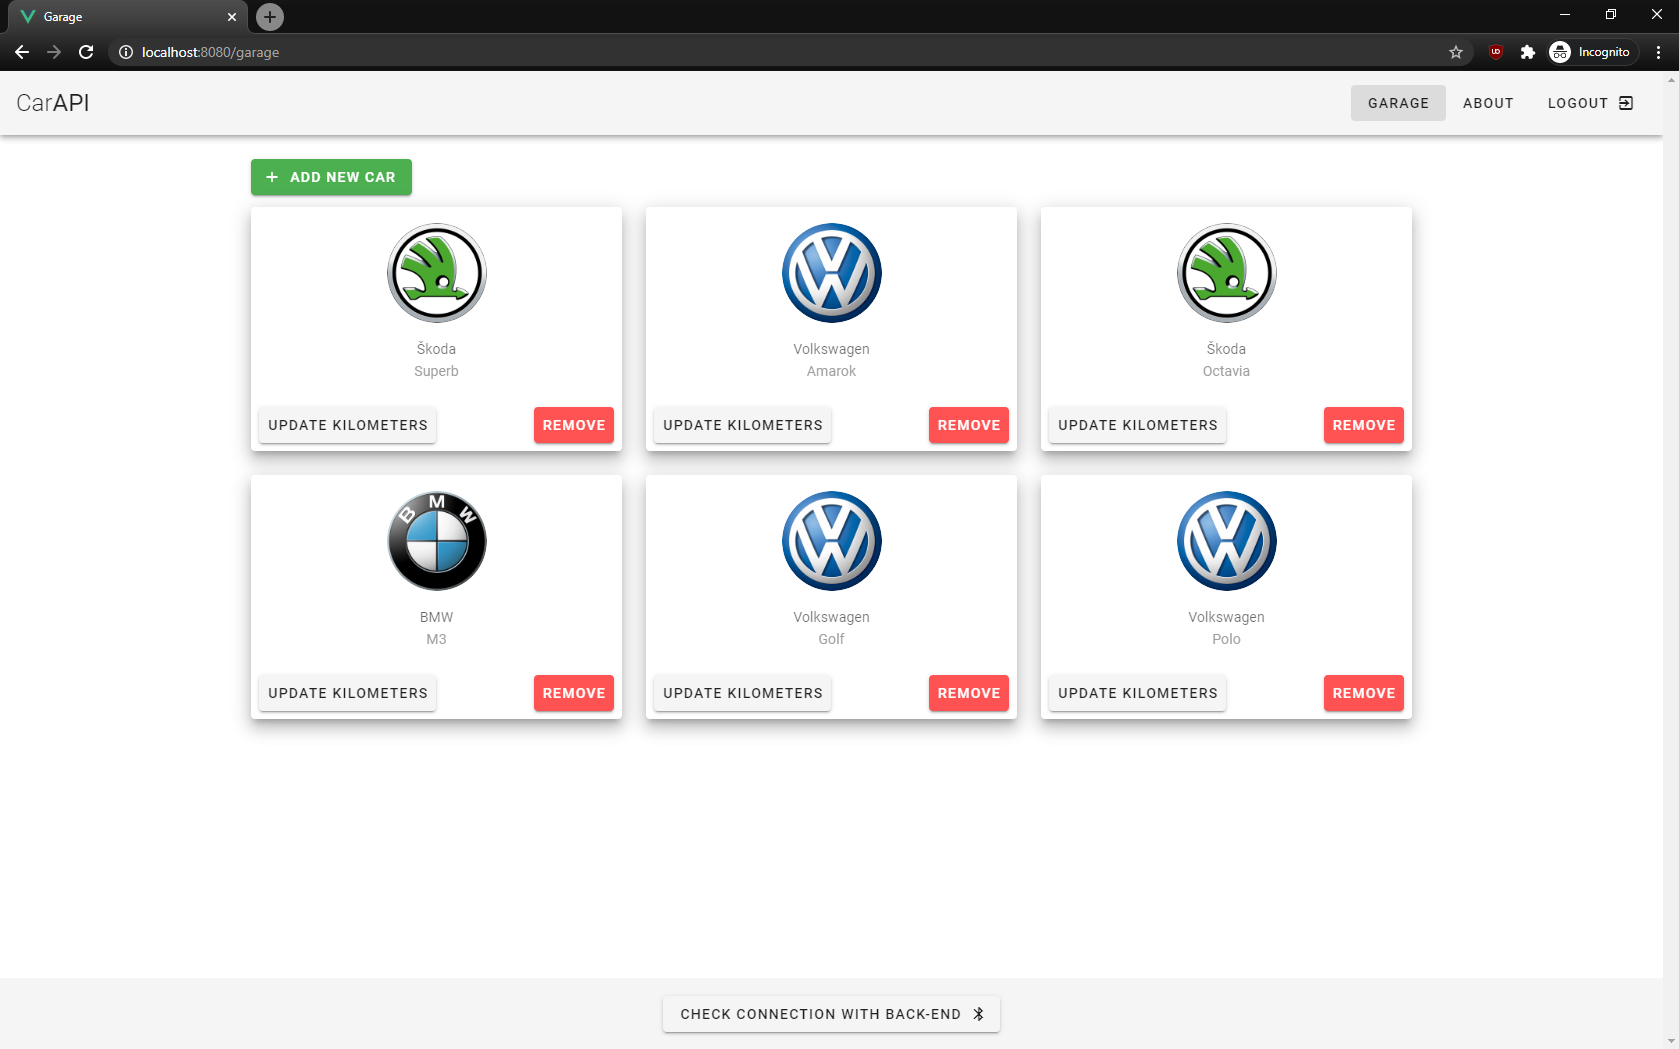 Garage
localhost:8080/garage
Incognito
CarAPI
GARAGE ABOUT LOGOUT
+ ADD NEW CAR
Škoda
Superb
UPDATE KILOMETERS REMOVE
Volkswagen
Amarok
UPDATE KILOMETERS REMOVE
Škoda
Octavia
UPDATE KILOMETERS REMOVE
BMW
BMW
M3
UPDATE KILOMETERS REMOVE
Volkswagen
Golf
UPDATE KILOMETERS REMOVE
Volkswagen
Polo
UPDATE KILOMETERS REMOVE
CHECK CONNECTION WITH BACK-END